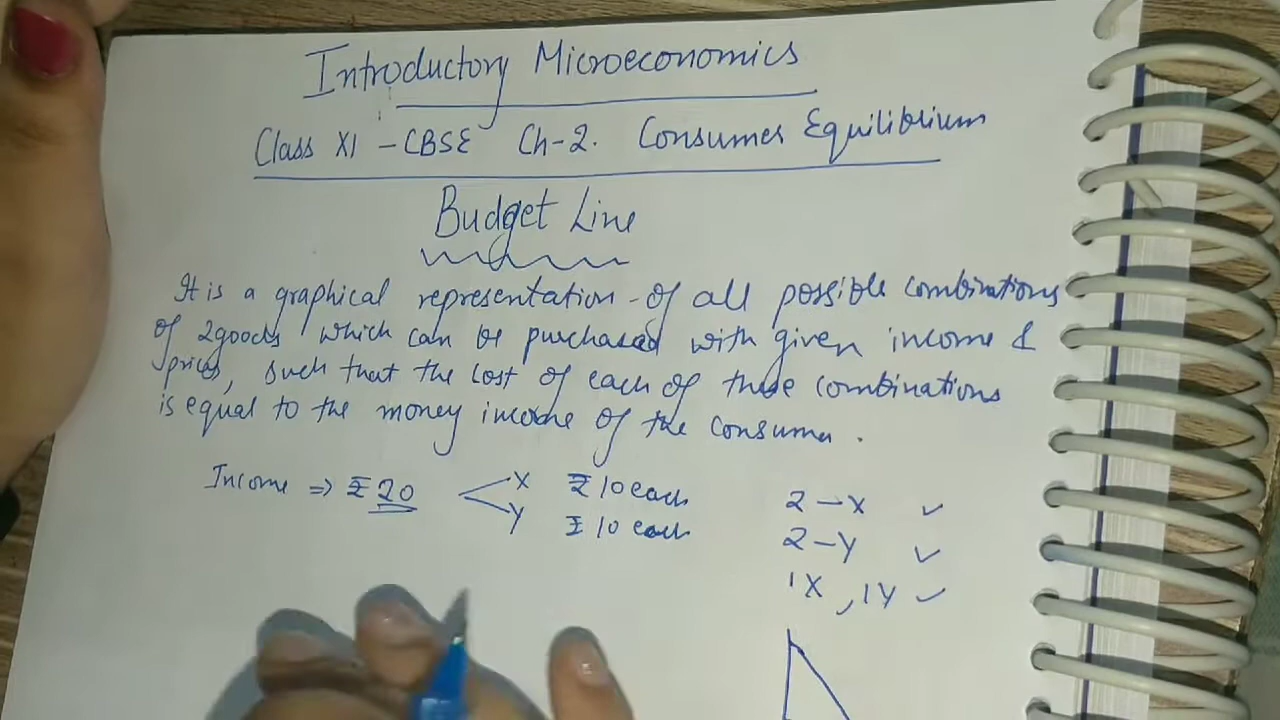 Introductory Microeconomics
Class XI - CBSE Ch-2. Consumer Equilibrium
Budget Line
It is a graphical representation of all possible combinations
of 2goods which can be purchased with given income &
prices, such that the cost of each of these combinations
is equal to the money income of the consumer.
Income ⇒ ₹20 X ₹10 each
Y ₹10 each
2-X ✓
2-Y ✓
1X, 1Y ✓